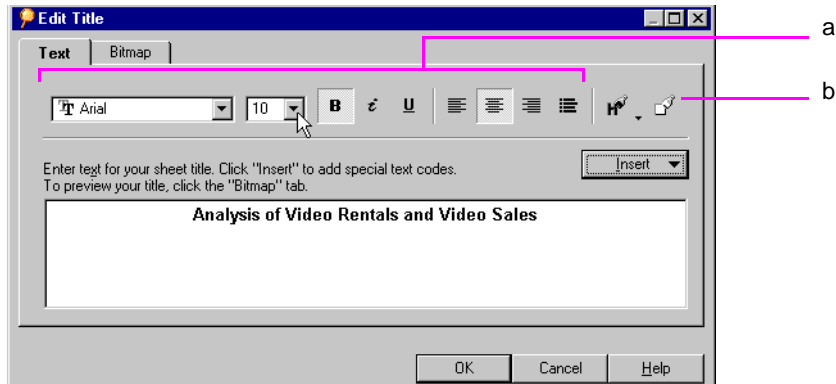 Edit Title
a
Text Bitmap
b
Arial 10 B i U H
Enter text for your sheet title. Click "Insert" to add special text codes. Insert
To preview your title, click the "Bitmap" tab.
Analysis of Video Rentals and Video Sales
OK Cancel Help